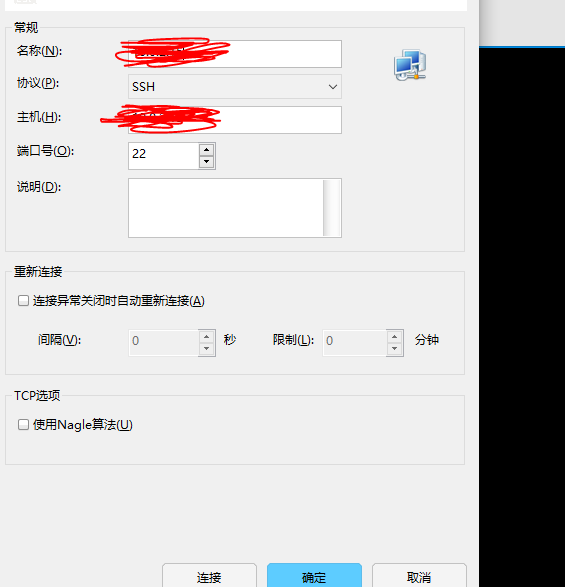 常规
名称(N):
协议(P): SSH
主机(H):
端口号(O): 22
说明(D):
重新连接
连接异常关闭时自动重新连接(A)
间隔(V): 0 秒 限制(L): 0 分钟
TCP选项
使用Nagle算法(U)
连接 确定 取消